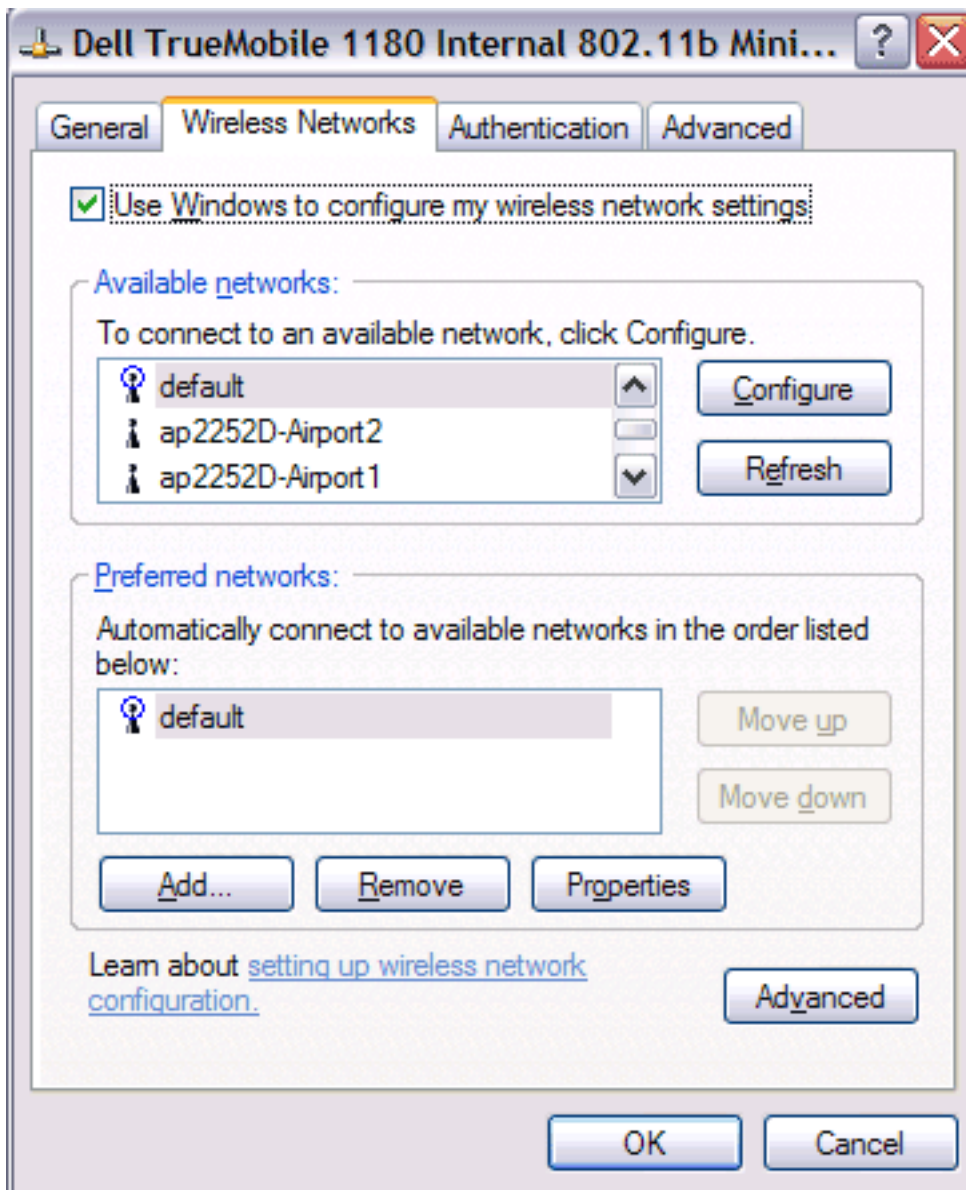 Dell TrueMobile 1180 Internal 802.11b Mini...
General Wireless Networks Authentication Advanced
Use Windows to configure my wireless network settings
Available networks:
To connect to an available network, click Configure.
default
ap2252D-Airport2
ap2252D-Airport1
Configure
Refresh
Preferred networks:
Automatically connect to available networks in the order listed
below:
default
Move up
Move down
Add... Remove Properties
Learn about setting up wireless network
configuration.
Advanced
OK Cancel